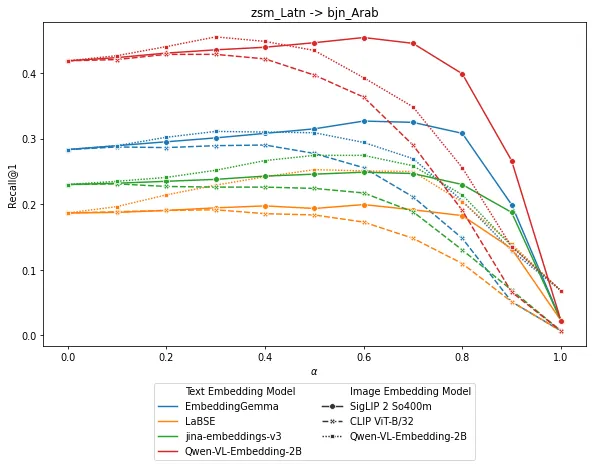 zsm_Latn -> bjn_Arab
Recall@1
0.4
0.3
0.2
0.1
0.0
0.0 0.2 0.4 0.6 0.8 1.0
α
Text Embedding Model Image Embedding Model
EmbeddingGemma SigLIP 2 So400m
LaBSE CLIP ViT-B/32
jina-embeddings-v3 Qwen-VL-Embedding-2B
Qwen-VL-Embedding-2B